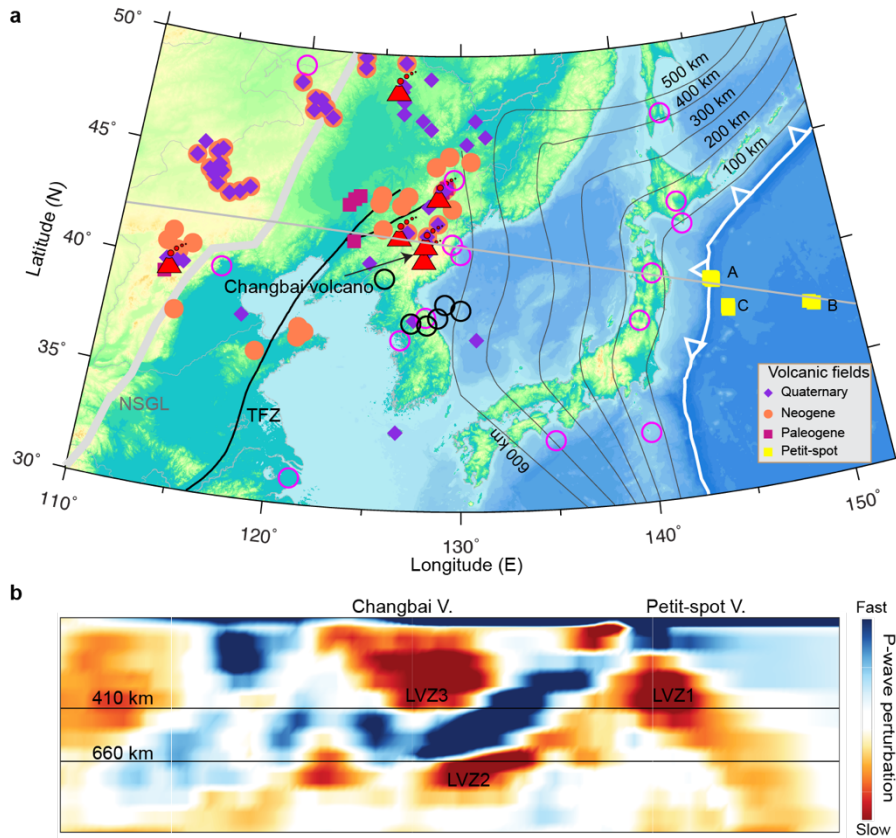 a
50°
45°
40°
35°
30°
Latitude (N)
110°
120°
130°
140°
150°
Longitude (E)
500 km
400 km
300 km
200 km
100 km
600 km
Changbai volcano
NSGL
TFZ
A
B
C
Volcanic fields
Quaternary
Neogene
Paleogene
Petit-spot
b
Changbai V.
Petit-spot V.
Fast
410 km
LVZ3
LVZ1
660 km
LVZ2
P-wave perturbation
Slow